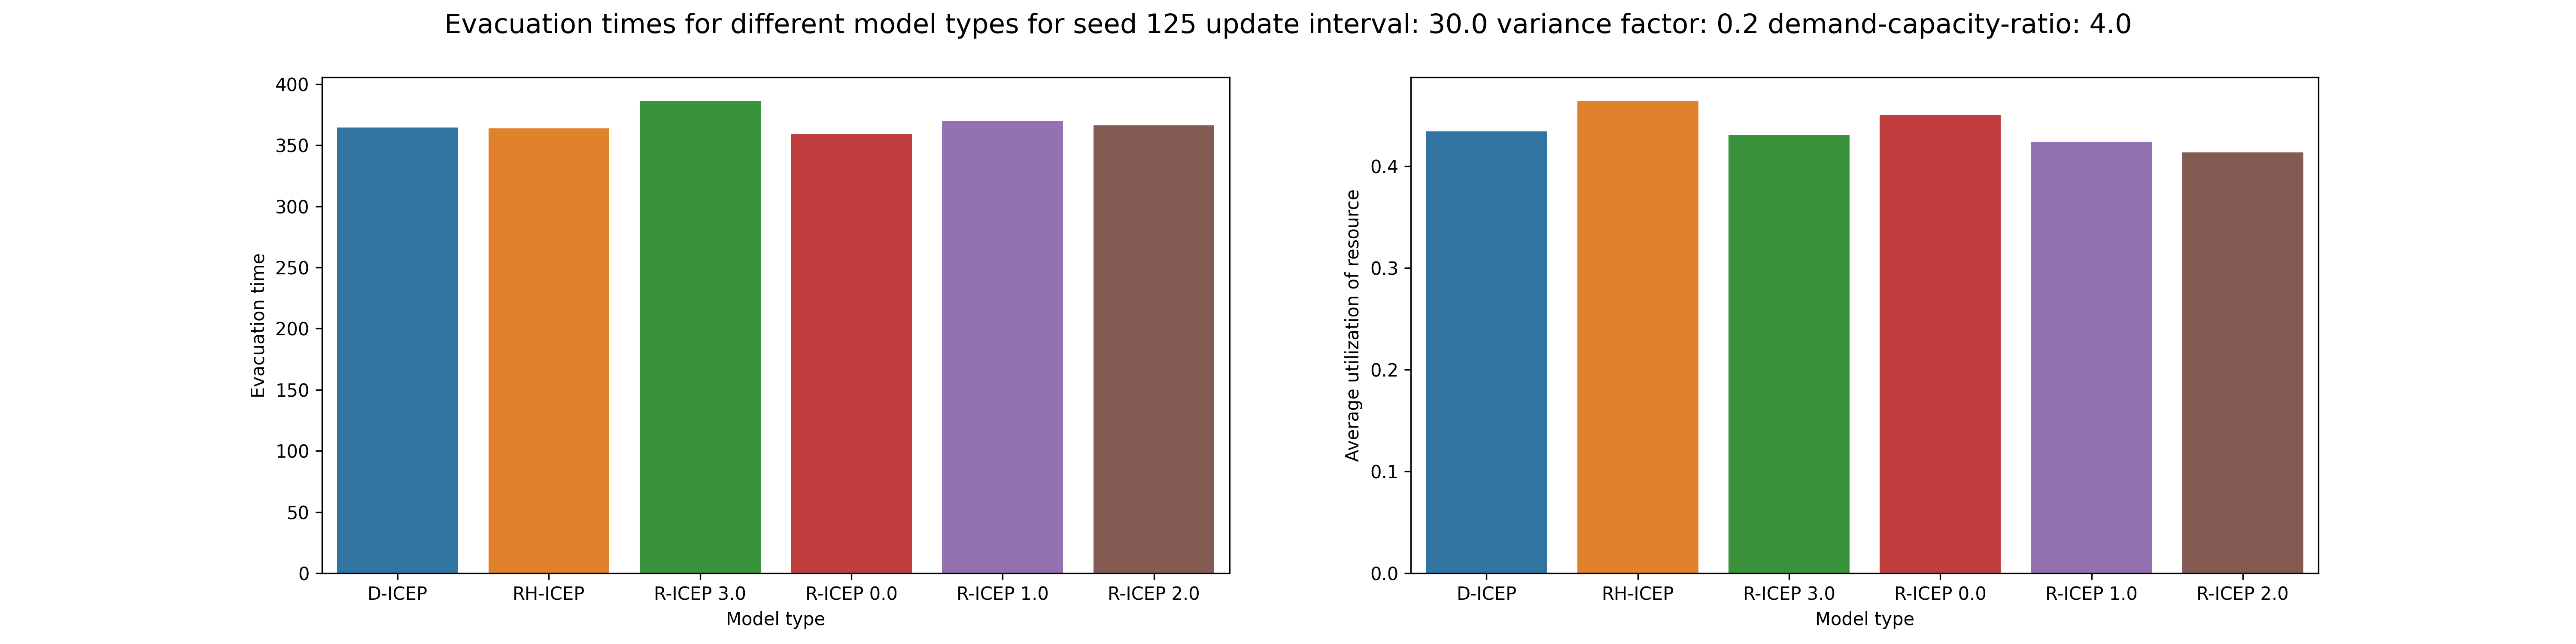 Evacuation times for different model types for seed 125 update interval: 30.0 variance factor: 0.2 demand-capacity-ratio: 4.0
400
350
300
250
200
150
100
50
0
Evacuation time
D-ICEP RH-ICEP R-ICEP 3.0 R-ICEP 0.0 R-ICEP 1.0 R-ICEP 2.0
Model type
0.4
0.3
0.2
0.1
0.0
Average utilization of resource
D-ICEP RH-ICEP R-ICEP 3.0 R-ICEP 0.0 R-ICEP 1.0 R-ICEP 2.0
Model type